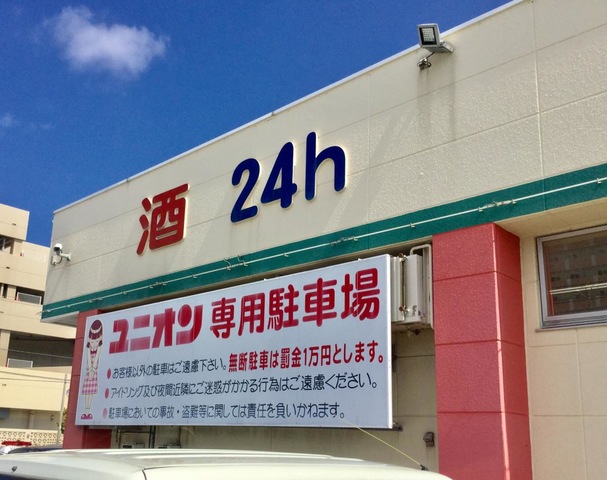 酒 24h
ユニオン 専用駐車場
●お客様以外の駐車はご遠慮下さい。無断駐車は罰金1万円とします。
●アイドリング及び夜間近隣にご迷惑がかかる行為はご遠慮ください。
●駐車場においての事故・盗難等に関しては責任を負いかねます。